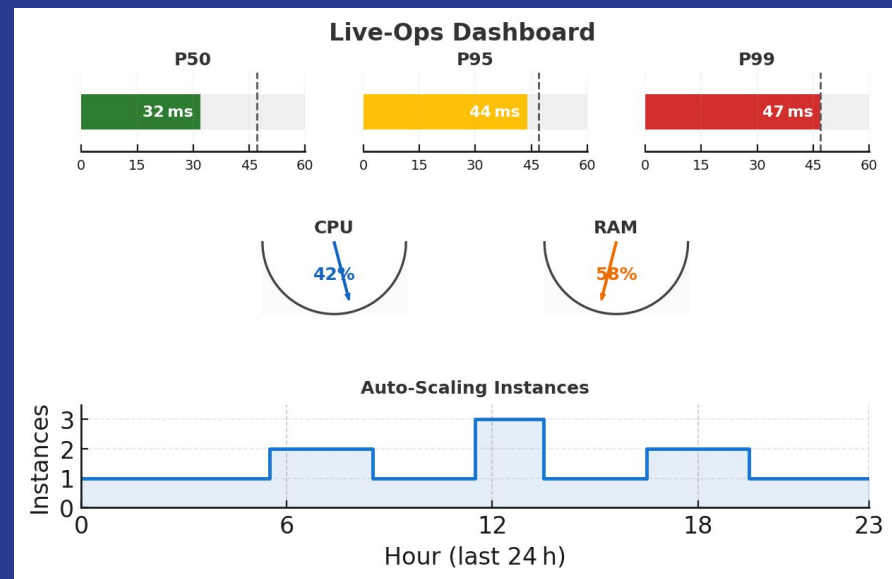 Live-Ops Dashboard
P50 P95 P99
32 ms 44 ms 47 ms
0 15 30 45 60 0 15 30 45 60 0 15 30 45 60
CPU RAM
42% 58%
Auto-Scaling Instances
Instances
3
2
1
0
0 6 12 18 23
Hour (last 24 h)